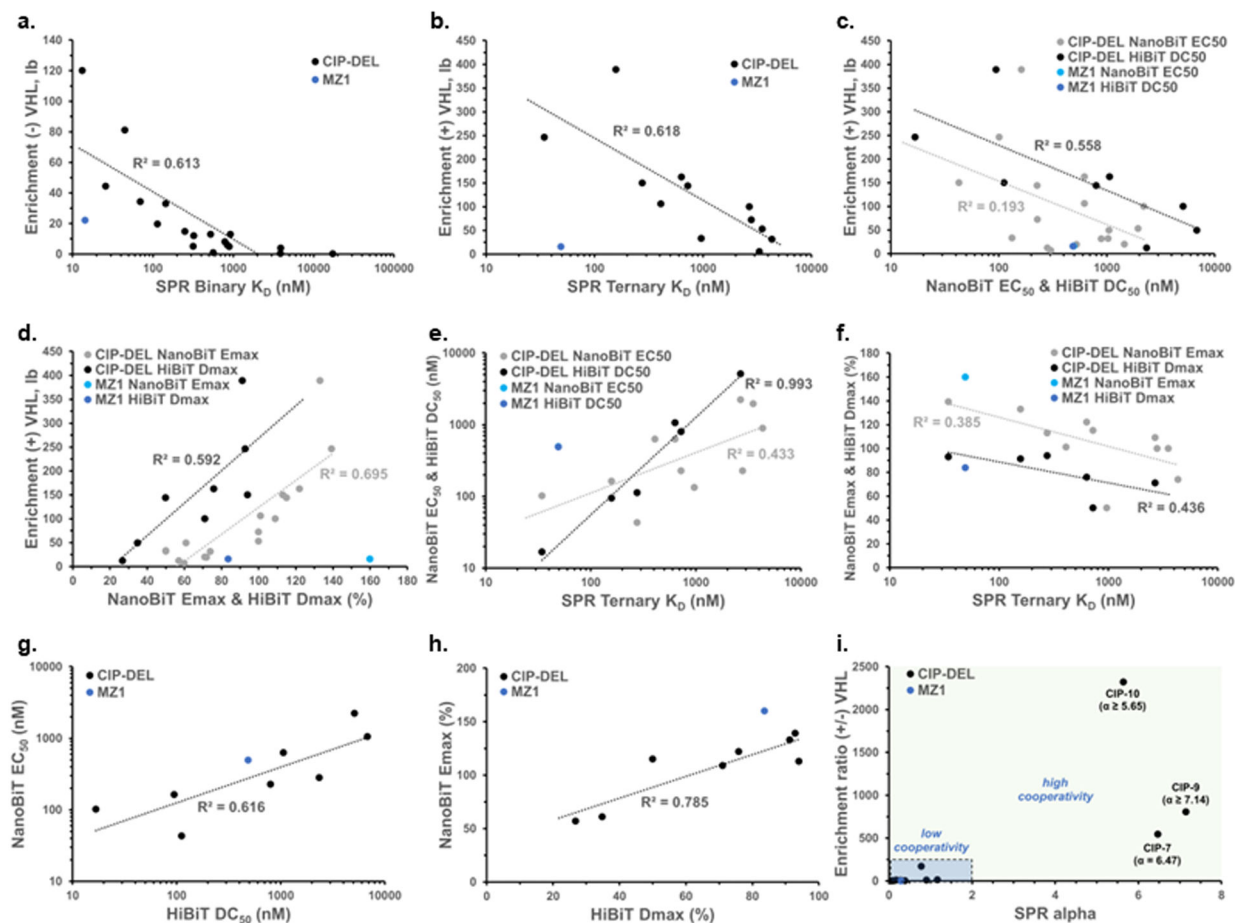 a.
Enrichment (-) VHL, lb
140
120
100
80
60
40
20
0
CIP-DEL
MZ1
R² = 0.613
10
100
1000
10000
100000
SPR Binary K_D (nM)
b.
Enrichment (+) VHL, lb
450
400
350
300
250
200
150
100
50
0
CIP-DEL
MZ1
R² = 0.618
10
100
1000
10000
SPR Ternary K_D (nM)
c.
Enrichment (+) VHL, lb
450
400
350
300
250
200
150
100
50
0
CIP-DEL NanoBiT EC50
CIP-DEL HiBiT DC50
MZ1 NanoBiT EC50
MZ1 HiBiT DC50
R² = 0.558
R² = 0.193
10
100
1000
10000
NanoBiT EC₅₀ & HiBiT DC₅₀ (nM)
d.
Enrichment (+) VHL, lb
450
400
350
300
250
200
150
100
50
0
CIP-DEL NanoBiT Emax
CIP-DEL HiBiT Dmax
MZ1 NanoBiT Emax
MZ1 HiBiT Dmax
R² = 0.592
R² = 0.695
0 20 40 60 80 100 120 140 160 180
NanoBiT Emax & HiBiT Dmax (%)
e.
NanoBiT EC₅₀ & HiBiT DC₅₀ (nM)
10000
1000
100
10
CIP-DEL NanoBiT EC50
CIP-DEL HiBiT DC50
MZ1 NanoBiT EC50
MZ1 HiBiT DC50
R² = 0.993
R² = 0.433
10
100
1000
10000
SPR Ternary K_D (nM)
f.
NanoBiT Emax & HiBiT Dmax (%)
180
160
140
120
100
80
60
40
20
0
CIP-DEL NanoBiT Emax
CIP-DEL HiBiT Dmax
MZ1 NanoBiT Emax
MZ1 HiBiT Dmax
R² = 0.385
R² = 0.436
10
100
1000
10000
SPR Ternary K_D (nM)
g.
NanoBiT EC₅₀ (nM)
10000
1000
100
10
CIP-DEL
MZ1
R² = 0.616
10
100
1000
10000
HiBiT DC₅₀ (nM)
h.
NanoBiT Emax (%)
200
150
100
50
0
CIP-DEL
MZ1
R² = 0.785
0 20 40 60 80 100
HiBiT Dmax (%)
i.
Enrichment ratio (+/-) VHL
2500
2000
1500
1000
500
0
CIP-DEL
MZ1
CIP-10
(α ≥ 5.65)
high
cooperativity
CIP-9
(α ≥ 7.14)
low
cooperativity
CIP-7
(α = 6.47)
0 1 2 3 4 5 6 7 8
SPR alpha